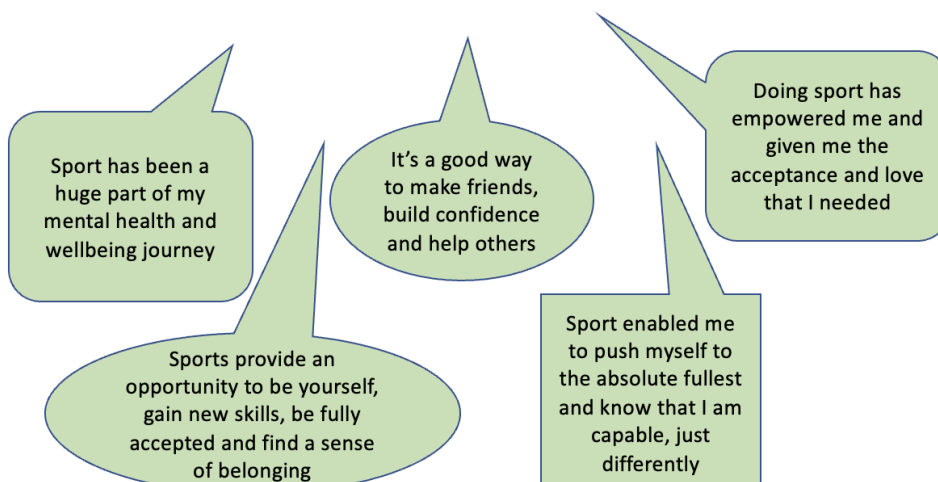 Sport has been a
huge part of my
mental health and
wellbeing journey
It’s a good way
to make friends,
build confidence
and help others
Doing sport has
empowered me and
given me the
acceptance and love
that I needed
Sports provide an
opportunity to be yourself,
gain new skills, be fully
accepted and find a sense
of belonging
Sport enabled me
to push myself to
the absolute fullest
and know that I am
capable, just
differently